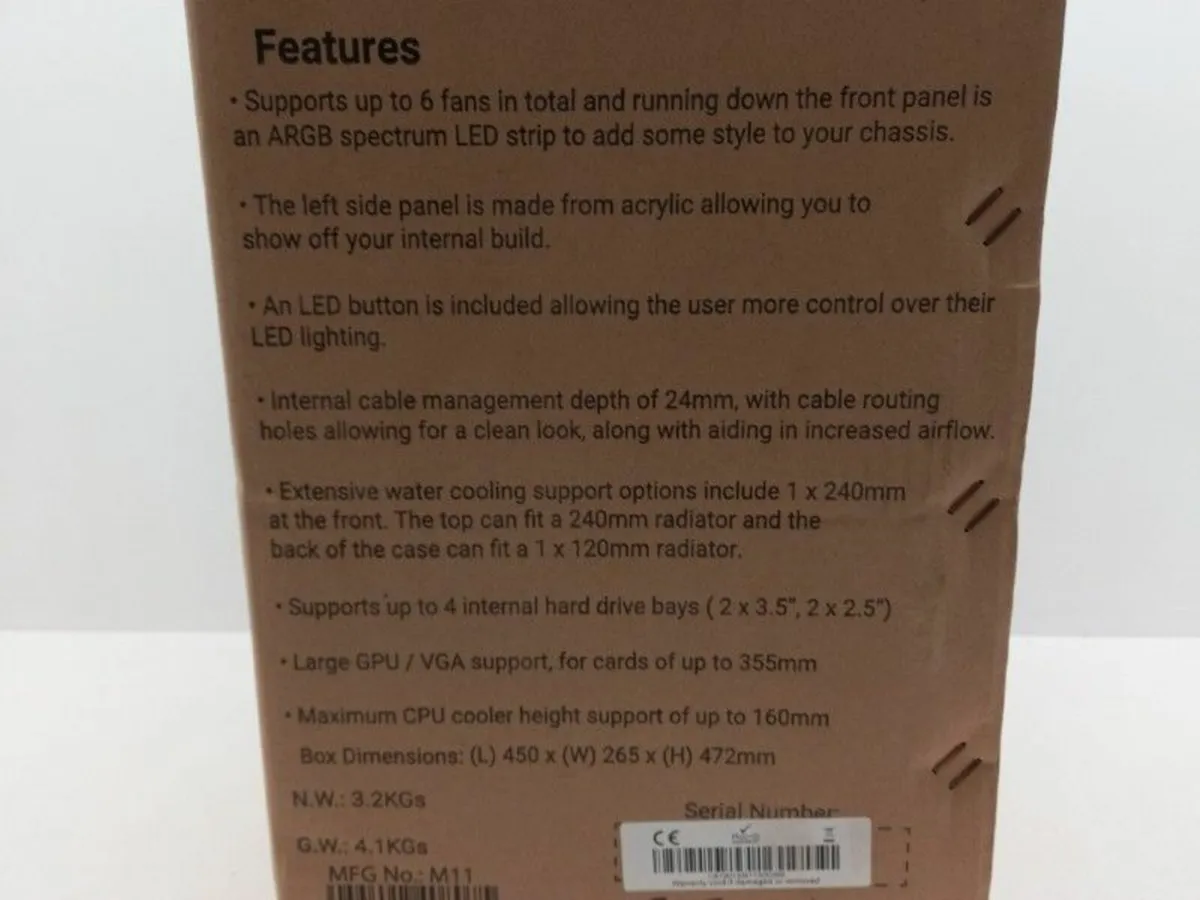 Features
• Supports up to 6 fans in total and running down the front panel is
an ARGB spectrum LED strip to add some style to your chassis.
• The left side panel is made from acrylic allowing you to
show off your internal build.
• An LED button is included allowing the user more control over their
LED lighting.
• Internal cable management depth of 24mm, with cable routing
holes allowing for a clean look, along with aiding in increased airflow.
• Extensive water cooling support options include 1 x 240mm
at the front. The top can fit a 240mm radiator and the
back of the case can fit a 1 x 120mm radiator.
• Supports up to 4 internal hard drive bays ( 2 x 3.5", 2 x 2.5")
• Large GPU / VGA support, for cards of up to 355mm
• Maximum CPU cooler height support of up to 160mm
Box Dimensions: (L) 450 x (W) 265 x (H) 472mm
N.W.: 3.2KGs
Serial Number:
G.W.: 4.1KGs
CE
MFG No.: M11
Warranty void if damaged or removed